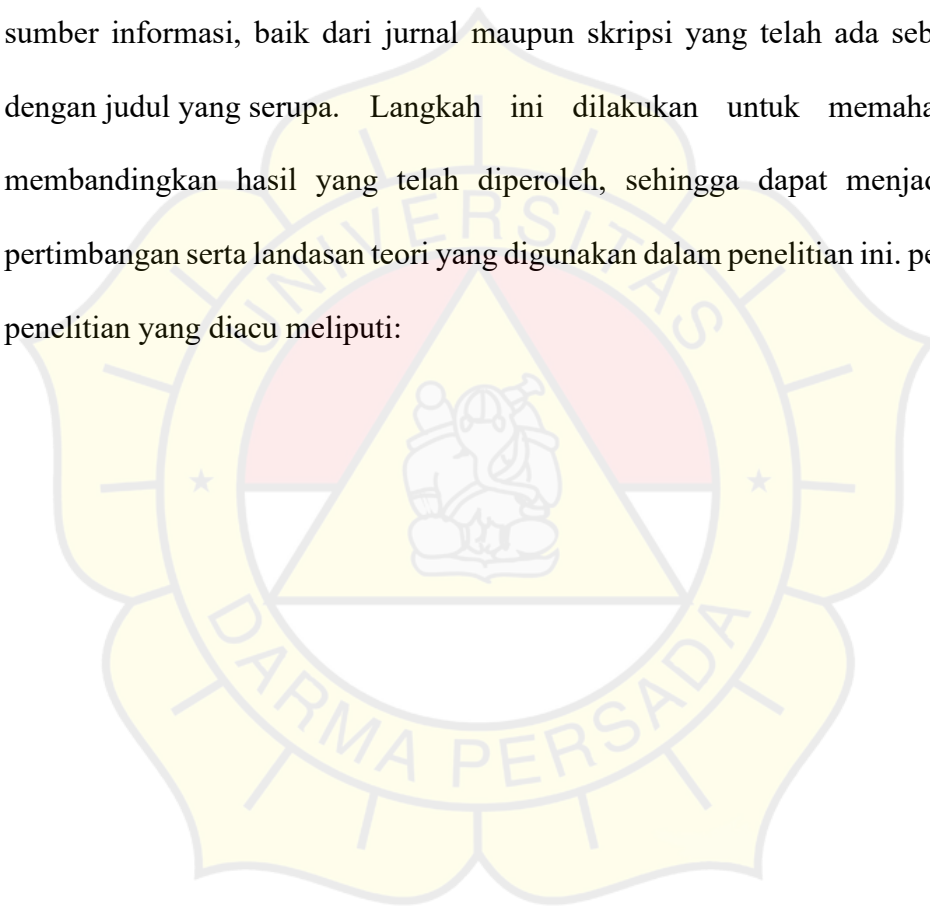 sumber informasi, baik dari jurnal maupun skripsi yang telah ada seb
dengan judul yang serupa. Langkah ini dilakukan untuk memaha
membandingkan hasil yang telah diperoleh, sehingga dapat menjad
pertimbangan serta landasan teori yang digunakan dalam penelitian ini. pe
penelitian yang diacu meliputi:
UNIVERSITAS
DARMA PERSADA